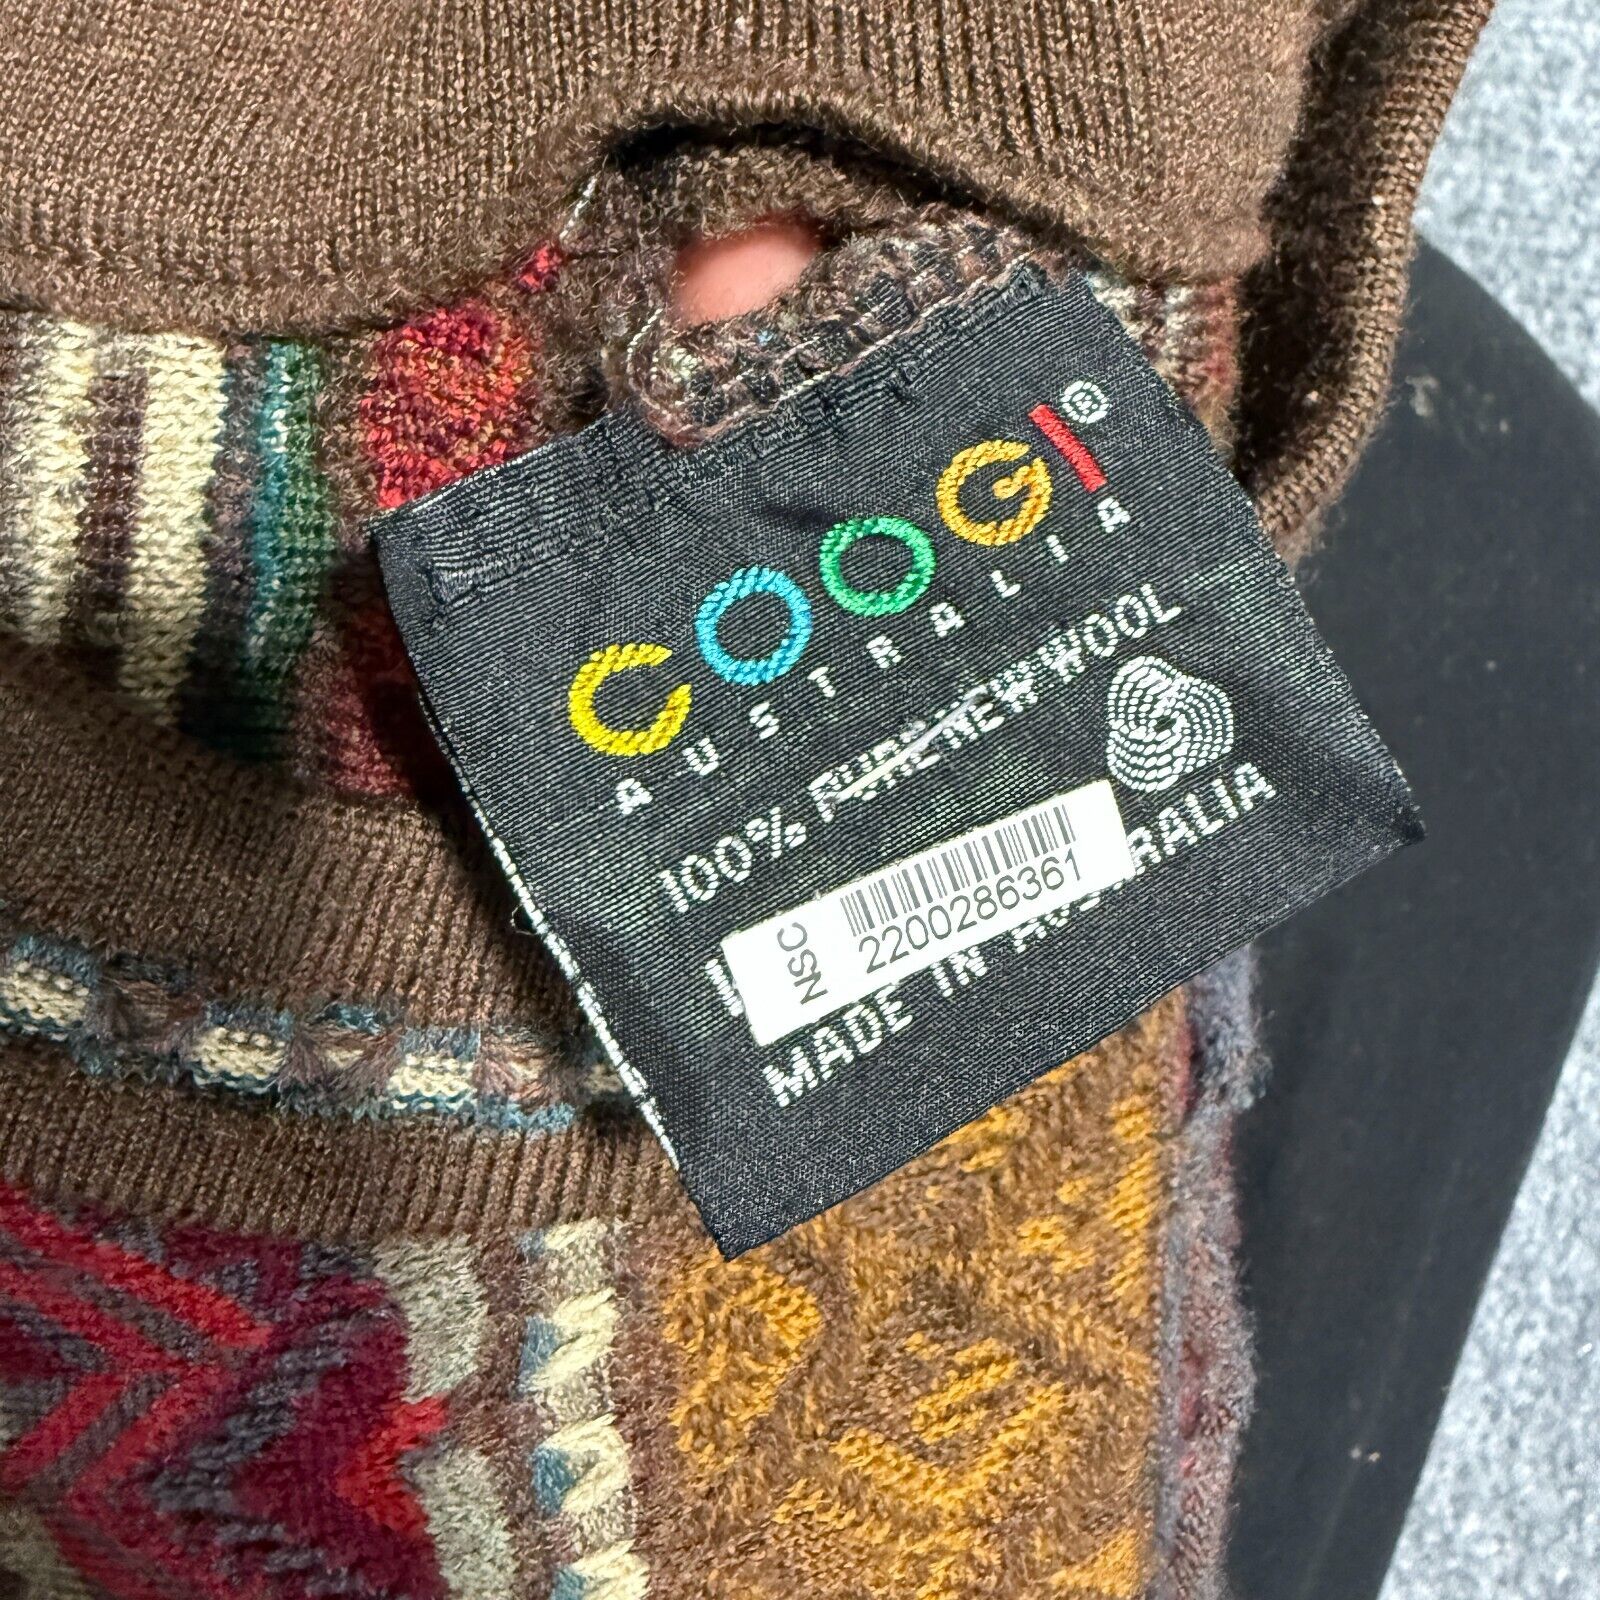 COOGI®
AUSTRALIA
100% PURE NEW WOOL
NSC 2200286361
MADE IN AUSTRALIA